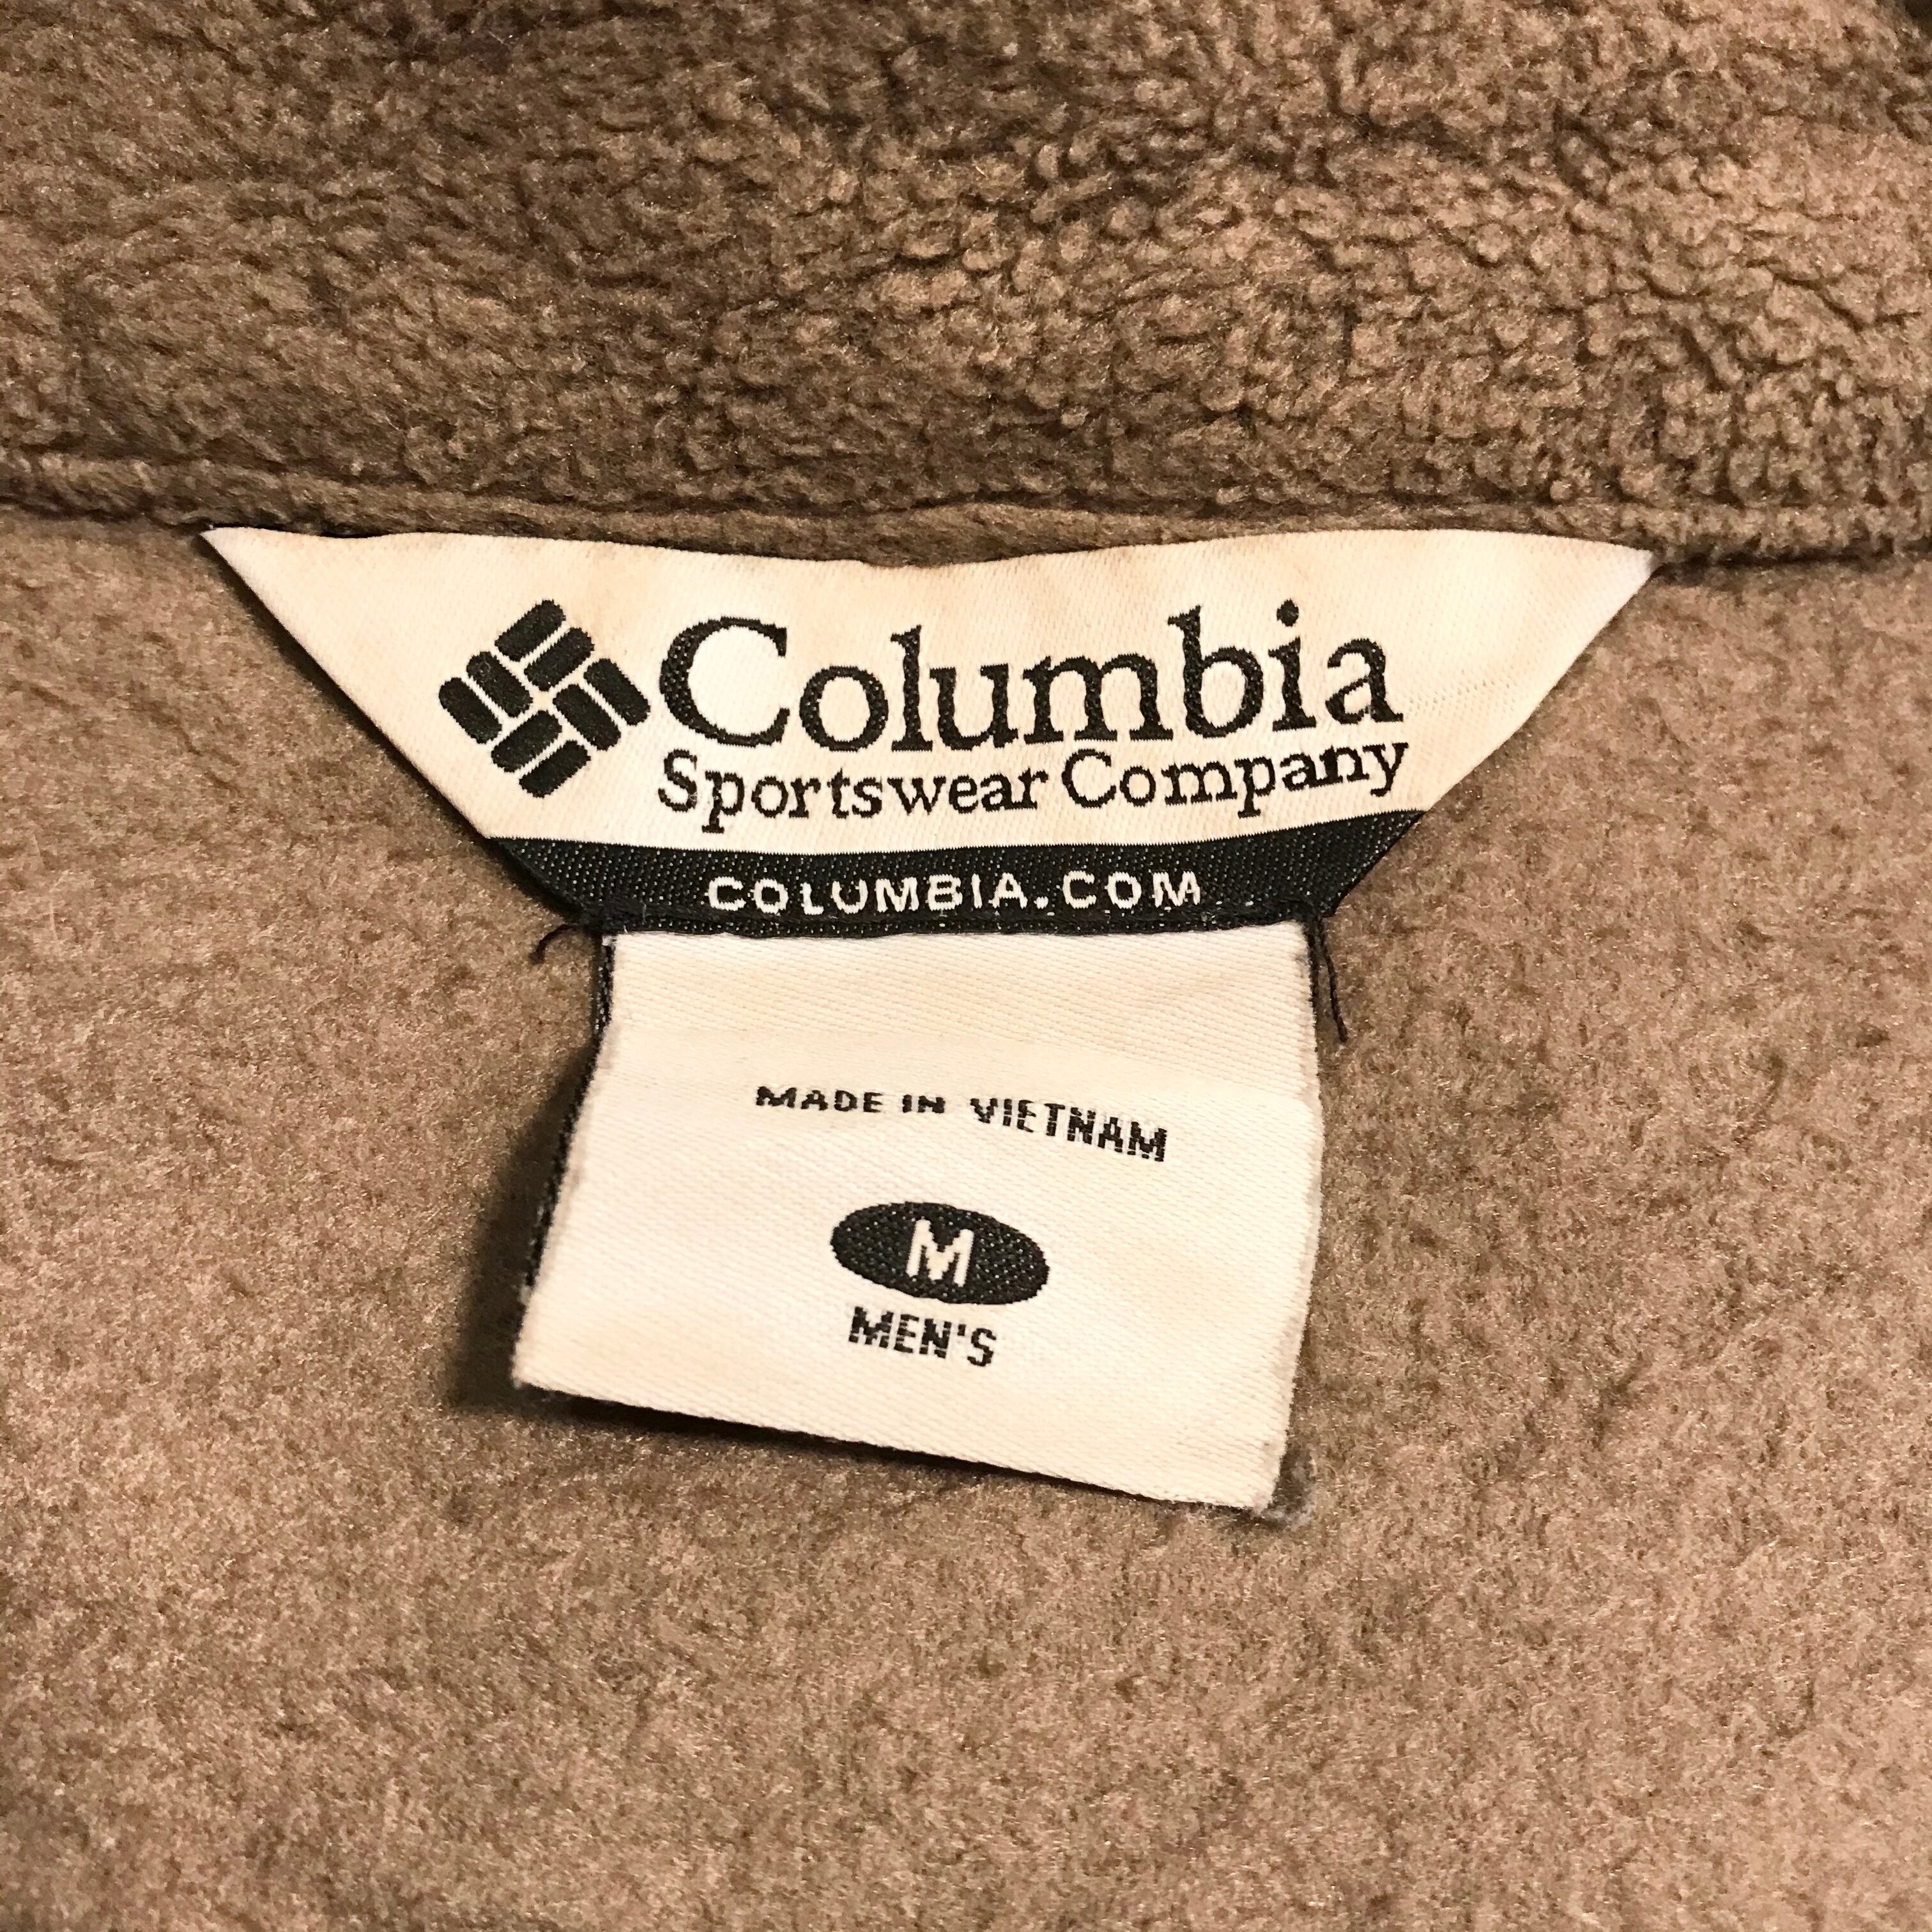 Columbia
Sportswear Company
COLUMBIA.COM
MADE IN VIETNAM
M
MEN'S